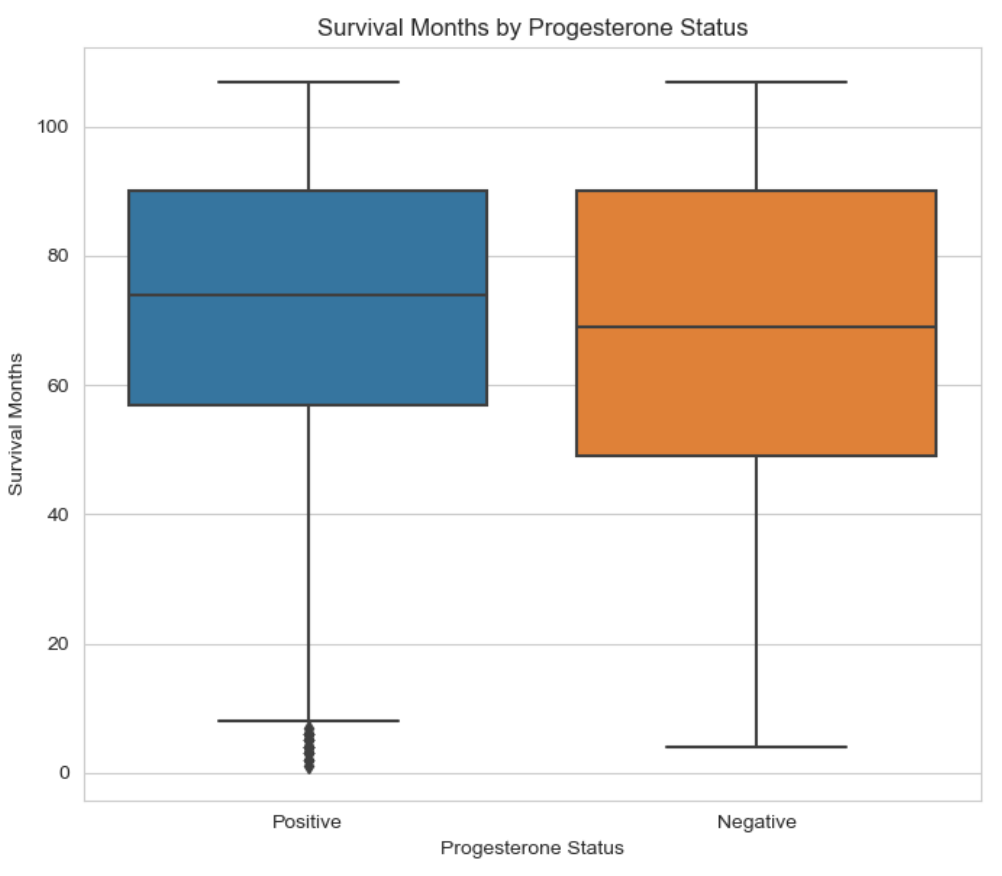 Survival Months by Progesterone Status
Survival Months
100
80
60
40
20
0
Positive Negative
Progesterone Status